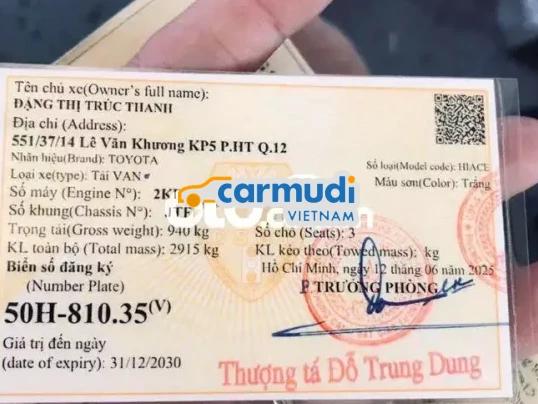 Tên chủ xe(Owner's full name):
ĐẶNG THỊ TRÚC THANH
Địa chỉ (Address):
551/37/14 Lê Văn Khương KP5 P.HT Q.12
Nhãn hiệu(Brand): TOYOTA
Số loại(Model code): HIACE
Loại xe(type): Tải VAN
Màu sơn(Color): Trắng
Số máy (Engine N°): 2K
carmudi
VIETNAM
Số khung(Chassis N°): JTF
Trọng tải(Gross weight): 940 kg
Số chỗ (Seats): 3
KL toàn bộ (Total mass): 2915 kg
KL kéo theo(Towed mass): kg
Biển số đăng ký
Hồ Chí Minh, ngày 12 tháng 06 năm 2025
(Number Plate)
P TRƯỞNG PHÒNG
50H-810.35(V)
Giá trị đến ngày
(date of expiry): 31/12/2030
Thượng tá Đỗ Trung Dung